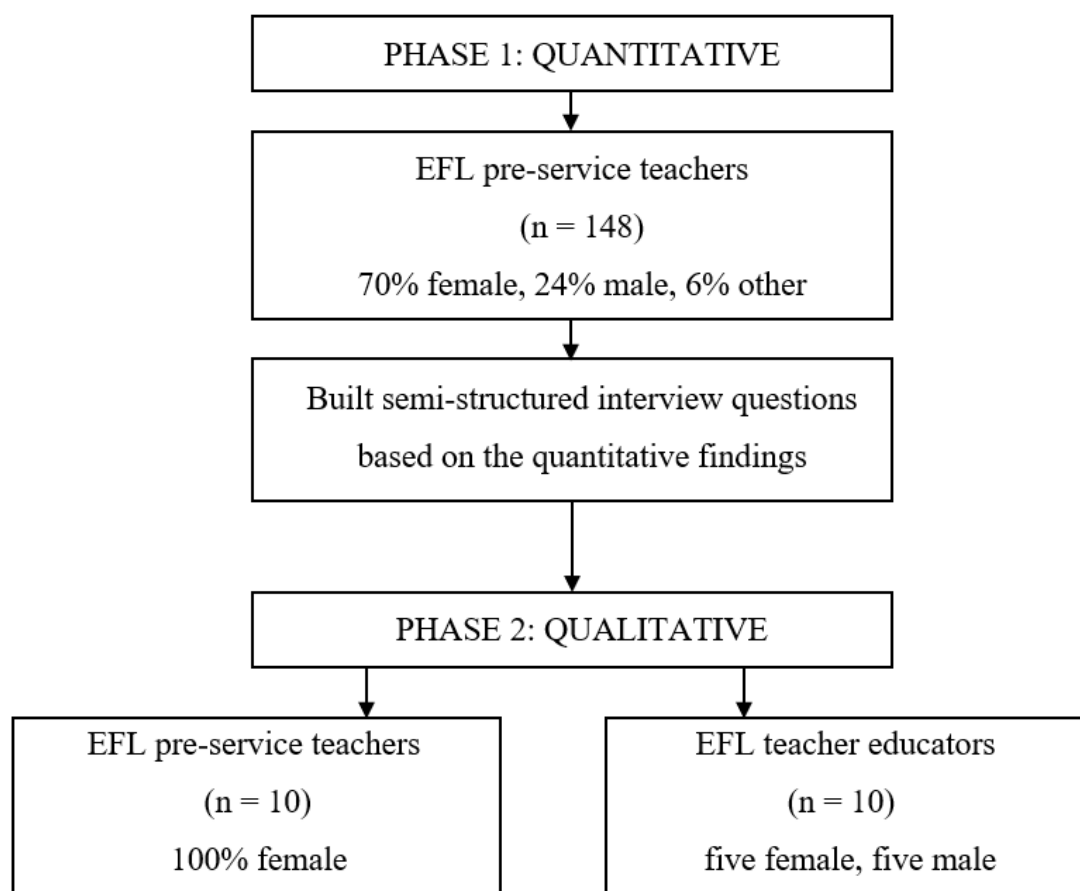 PHASE 1: QUANTITATIVE
EFL pre-service teachers
(n = 148)
70% female, 24% male, 6% other
Built semi-structured interview questions
based on the quantitative findings
PHASE 2: QUALITATIVE
EFL pre-service teachers
(n = 10)
100% female
EFL teacher educators
(n = 10)
five female, five male